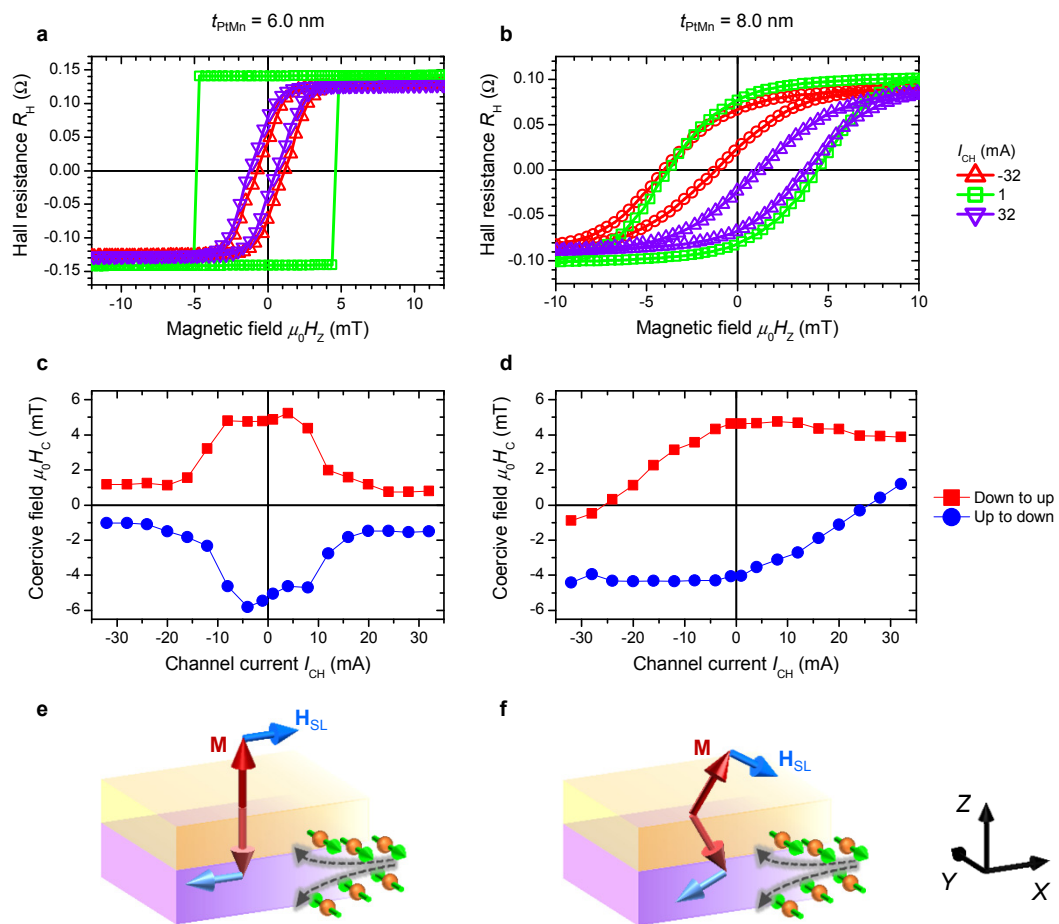 t_PtMn = 6.0 nm
t_PtMn = 8.0 nm
a
0.15
0.10
0.05
0.00
-0.05
-0.10
-0.15
Hall resistance R_H (Ω)
-10 -5 0 5 10
Magnetic field μ₀H_Z (mT)
b
0.10
0.05
0.00
-0.05
-0.10
Hall resistance R_H (Ω)
-10 -5 0 5 10
Magnetic field μ₀H_Z (mT)
I_CH (mA)
-32
1
32
c
6
4
2
0
-2
-4
-6
Coercive field μ₀H_C (mT)
-30 -20 -10 0 10 20 30
Channel current I_CH (mA)
d
6
4
2
0
-2
-4
-6
Coercive field μ₀H_C (mT)
-30 -20 -10 0 10 20 30
Channel current I_CH (mA)
Down to up
Up to down
e
H_SL
M
f
M
H_SL
Z
Y
X